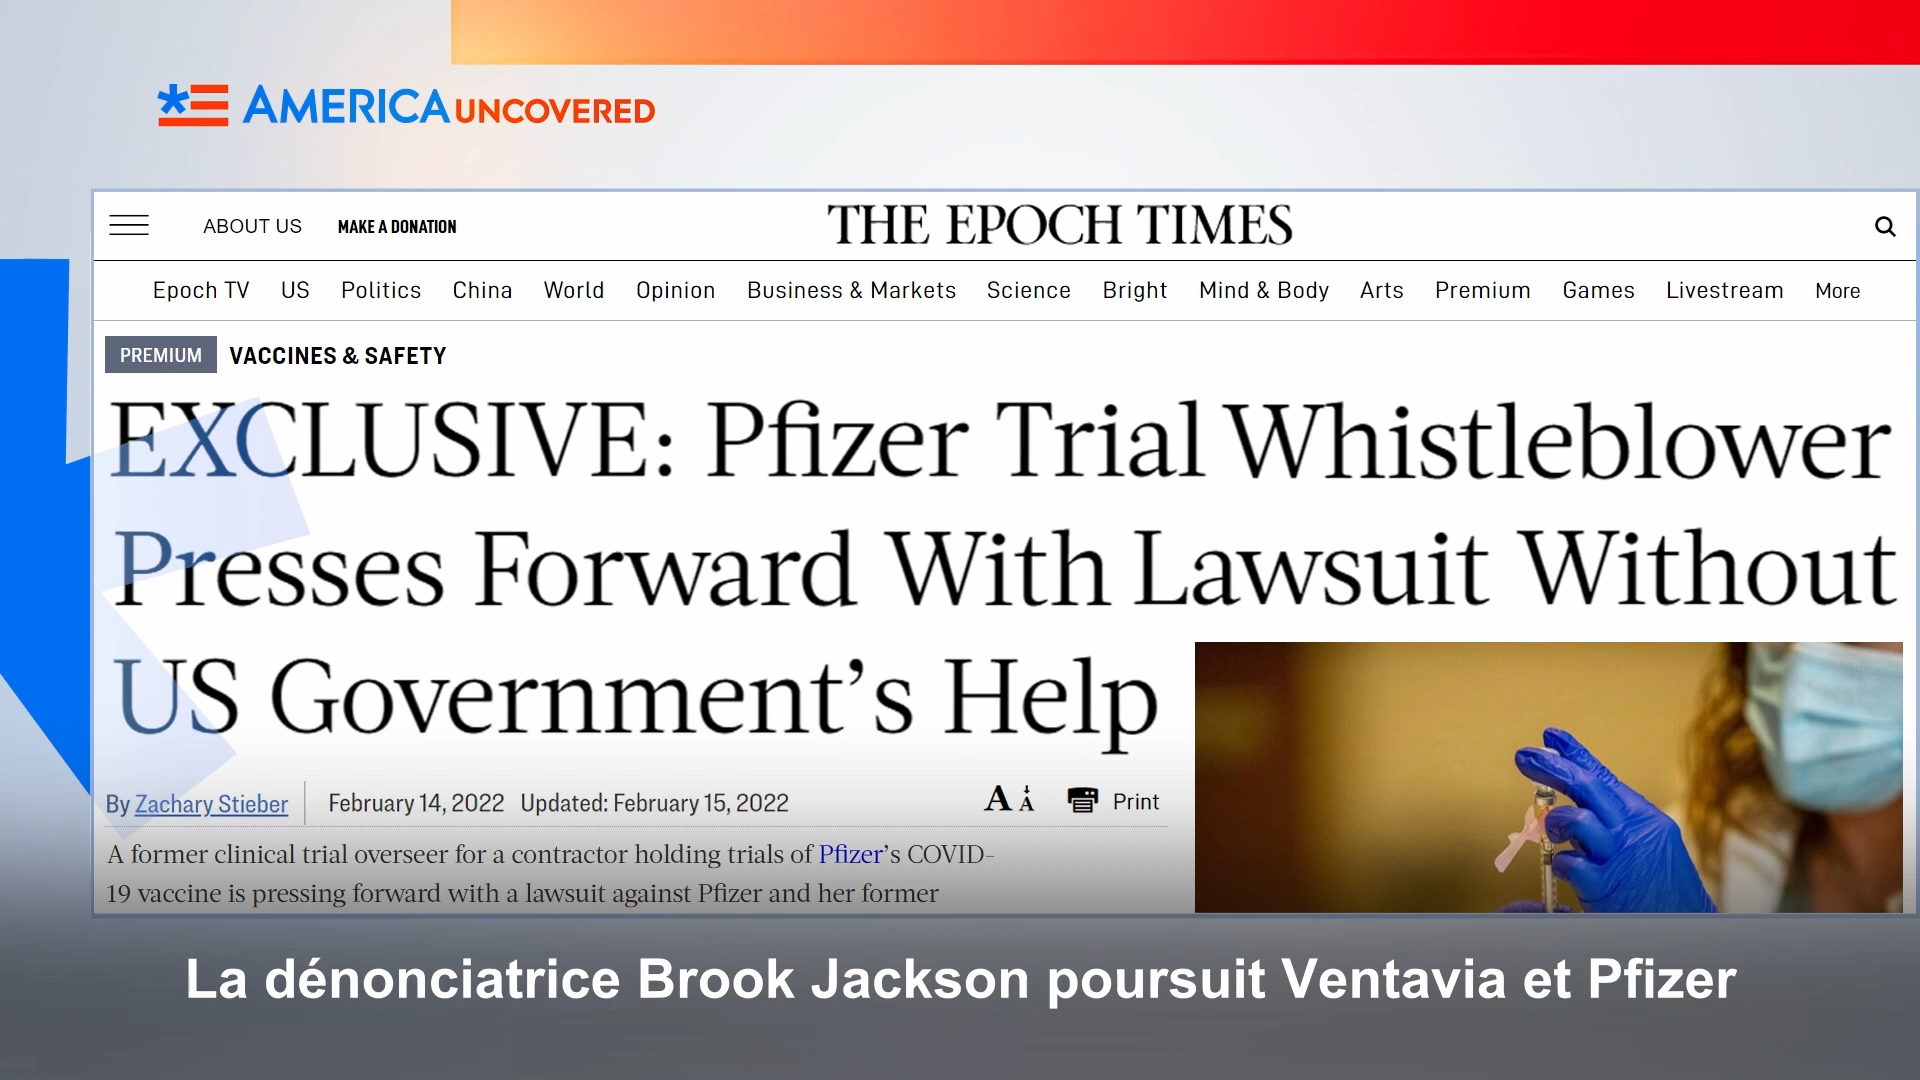 AMERICA UNCOVERED
ABOUT US MAKE A DONATION THE EPOCH TIMES
Epoch TV US Politics China World Opinion Business & Markets Science Bright Mind & Body Arts Premium Games Livestream More
PREMIUM VACCINES & SAFETY
EXCLUSIVE: Pfizer Trial Whistleblower
Presses Forward With Lawsuit Without
US Government’s Help
By Zachary Stieber February 14, 2022 Updated: February 15, 2022 A A Print
A former clinical trial overseer for a contractor holding trials of Pfizer’s COVID-
19 vaccine is pressing forward with a lawsuit against Pfizer and her former
La dénonciatrice Brook Jackson poursuit Ventavia et Pfizer